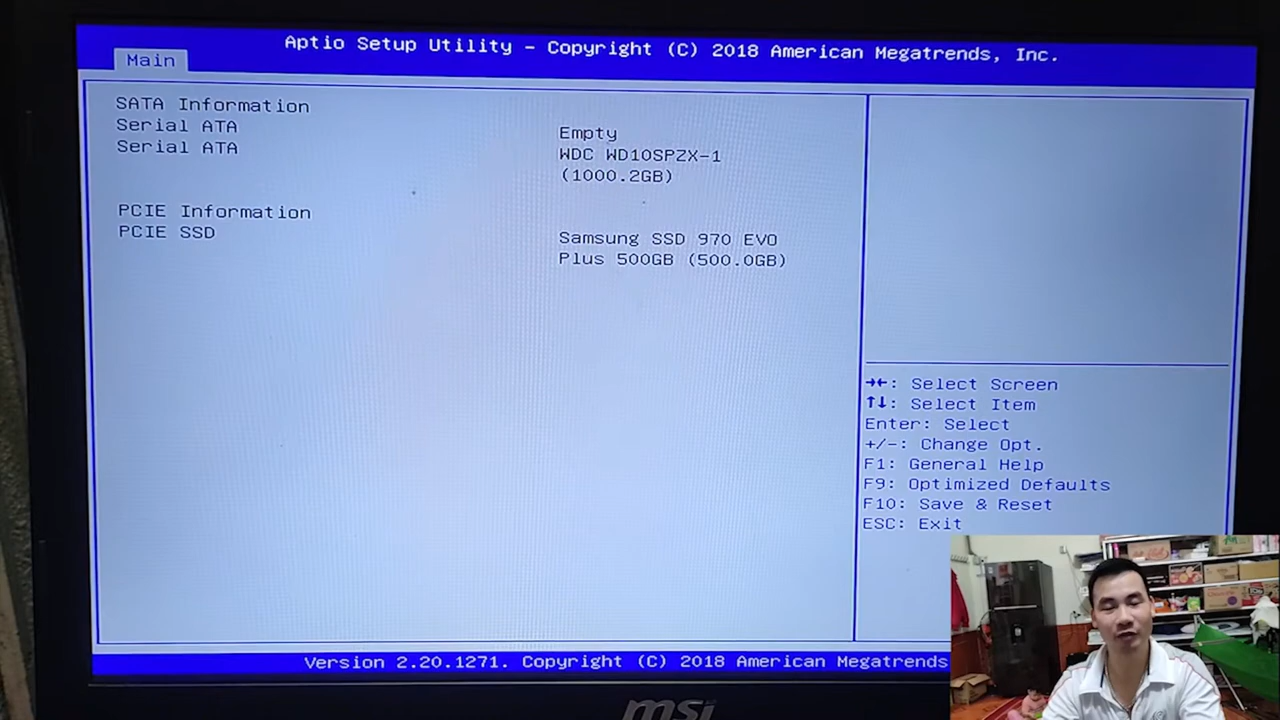 Aptio Setup Utility - Copyright (C) 2018 American Megatrends, Inc.
Main
SATA Information
Serial ATA Empty
Serial ATA WDC WD10SPZX-1
(1000.2GB)
PCIE Information
PCIE SSD Samsung SSD 970 EVO
Plus 500GB (500.0GB)
→←: Select Screen
↑↓: Select Item
Enter: Select
+/-: Change Opt.
F1: General Help
F9: Optimized Defaults
F10: Save & Reset
ESC: Exit
Version 2.20.1271. Copyright (C) 2018 American Megatrends
msi